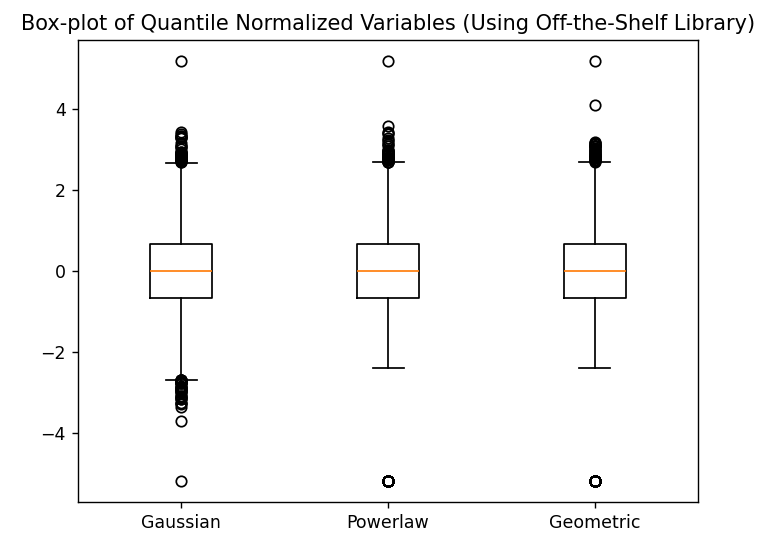 Box-plot of Quantile Normalized Variables (Using Off-the-Shelf Library)
4
2
0
−2
−4
Gaussian Powerlaw Geometric